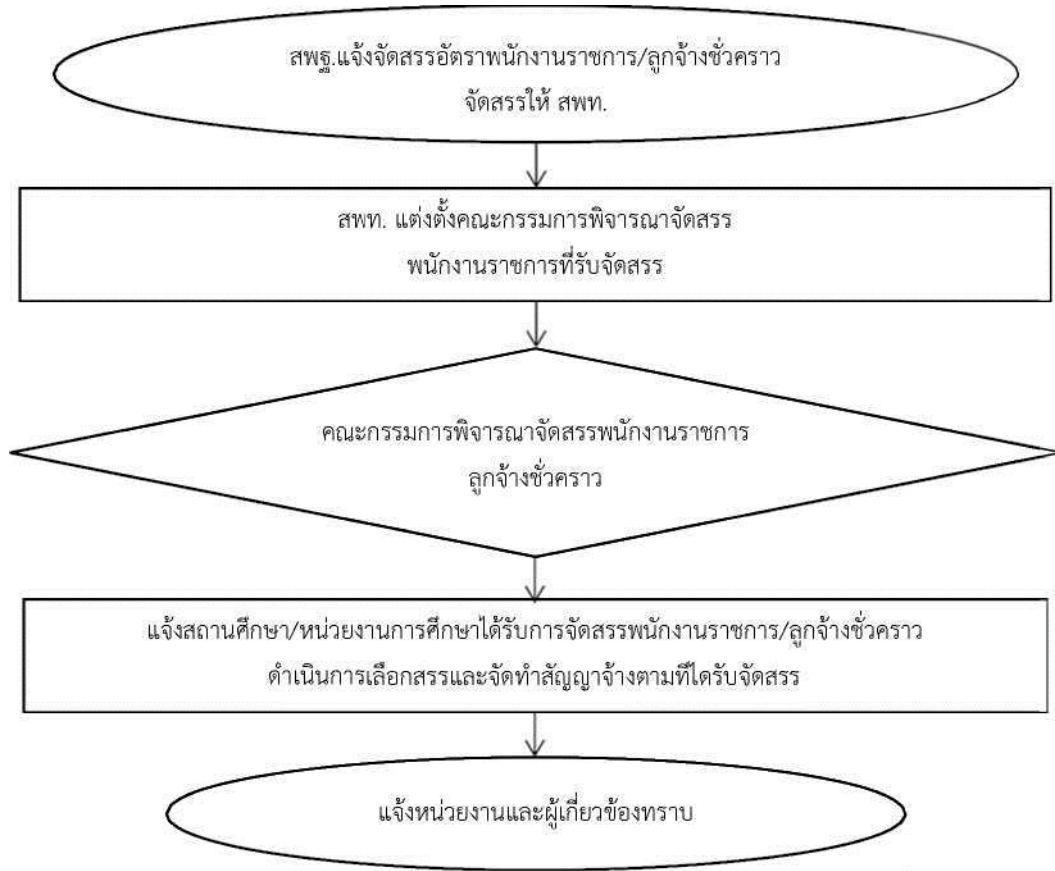 สพฐ.แจ้งจัดสรรอัตราพนักงานราชการ/ลูกจ้างชั่วคราว
จัดสรรให้ สพท.
สพท. แต่งตั้งคณะกรรมการพิจารณาจัดสรร
พนักงานราชการที่รับจัดสรร
คณะกรรมการพิจารณาจัดสรรพนักงานราชการ
ลูกจ้างชั่วคราว
แจ้งสถานศึกษา/หน่วยงานการศึกษาได้รับการจัดสรรพนักงานราชการ/ลูกจ้างชั่วคราว
ดำเนินการเลือกสรรและจัดทำสัญญาจ้างตามที่ไดรับจัดสรร
แจ้งหน่วยงานและผู้เกี่ยวข้องทราบ